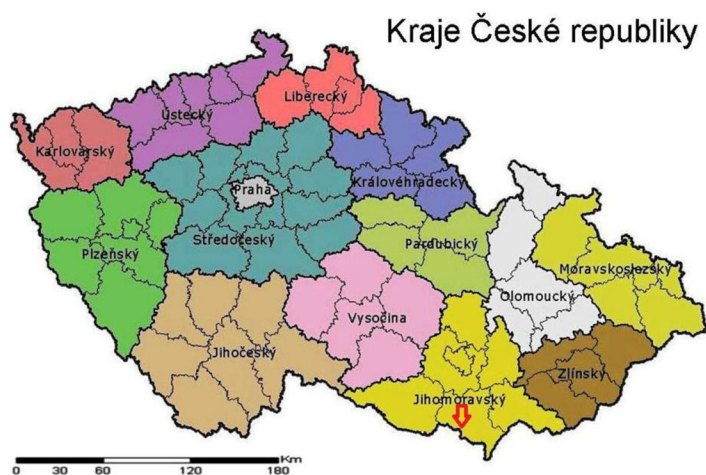 Kraje České republiky
Liberecký
Ústecký
Karlovarský
Praha
Královéhradecký
Středočeský
Pardubický
Plzeňský
Moravskoslezský
Olomoucký
Vysočina
Jihočeský
Zlínský
Jihomoravský
Km
0 30 60 120 180